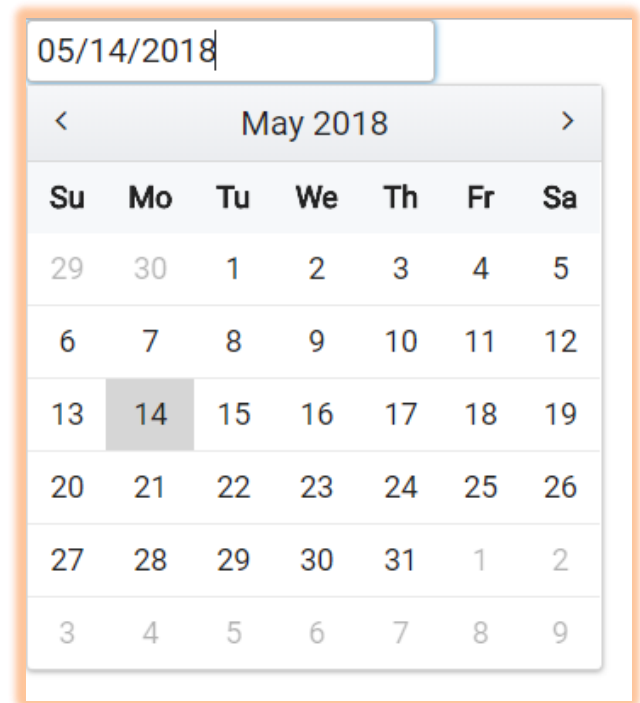 05/14/2018
< May 2018 >
Su Mo Tu We Th Fr Sa
29 30 1 2 3 4 5
6 7 8 9 10 11 12
13 14 15 16 17 18 19
20 21 22 23 24 25 26
27 28 29 30 31 1 2
3 4 5 6 7 8 9